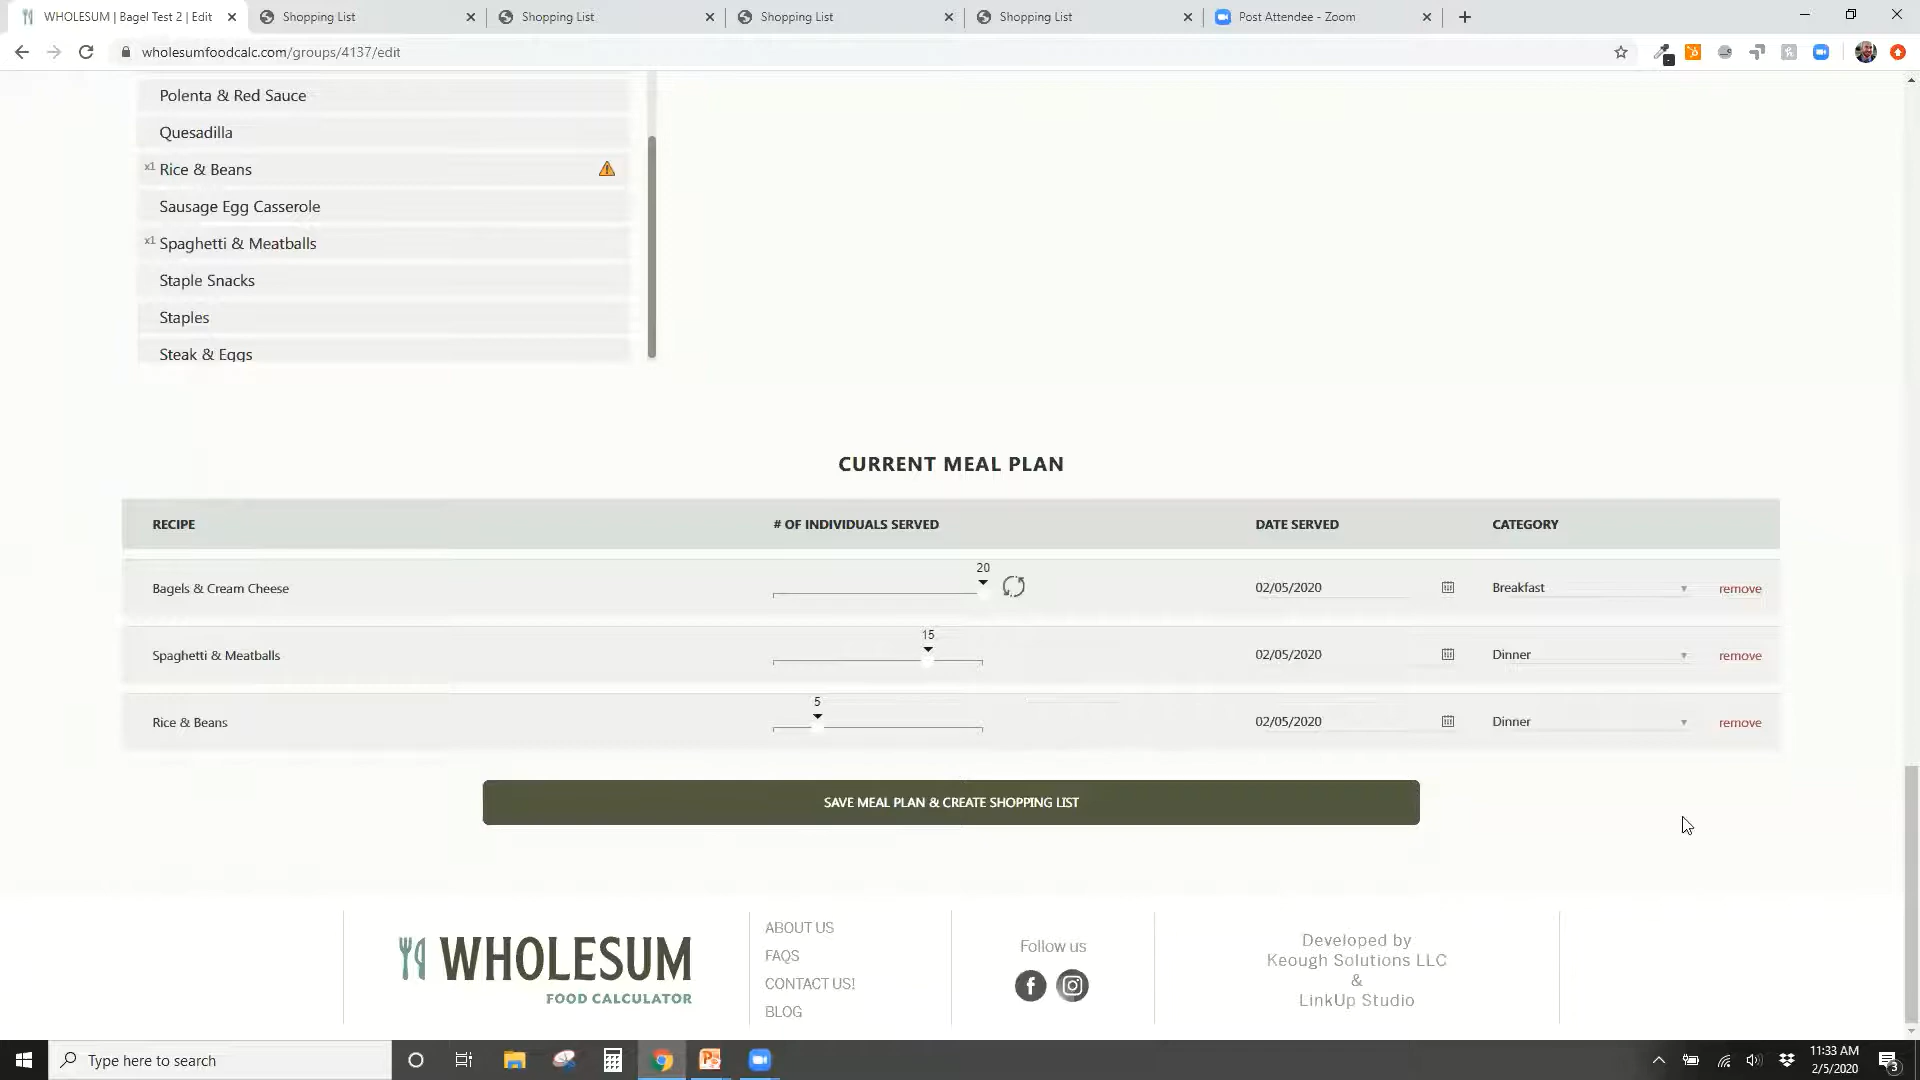 WHOLESUM | Bagel Test 2 | Edit
Shopping List
Shopping List
Shopping List
Shopping List
Post Attendee - Zoom
wholesumfoodcalc.com/groups/4137/edit
Polenta & Red Sauce
Quesadilla
x1 Rice & Beans
Sausage Egg Casserole
x1 Spaghetti & Meatballs
Staple Snacks
Staples
Steak & Eggs
CURRENT MEAL PLAN
RECIPE # OF INDIVIDUALS SERVED DATE SERVED CATEGORY
20
Bagels & Cream Cheese 02/05/2020 Breakfast remove
15
Spaghetti & Meatballs 02/05/2020 Dinner remove
5
Rice & Beans 02/05/2020 Dinner remove
SAVE MEAL PLAN & CREATE SHOPPING LIST
WHOLESUM
FOOD CALCULATOR
ABOUT US
FAQS
CONTACT US!
BLOG
Follow us
Developed by
Keough Solutions LLC
&
LinkUp Studio
Type here to search
11:33 AM
2/5/2020
3